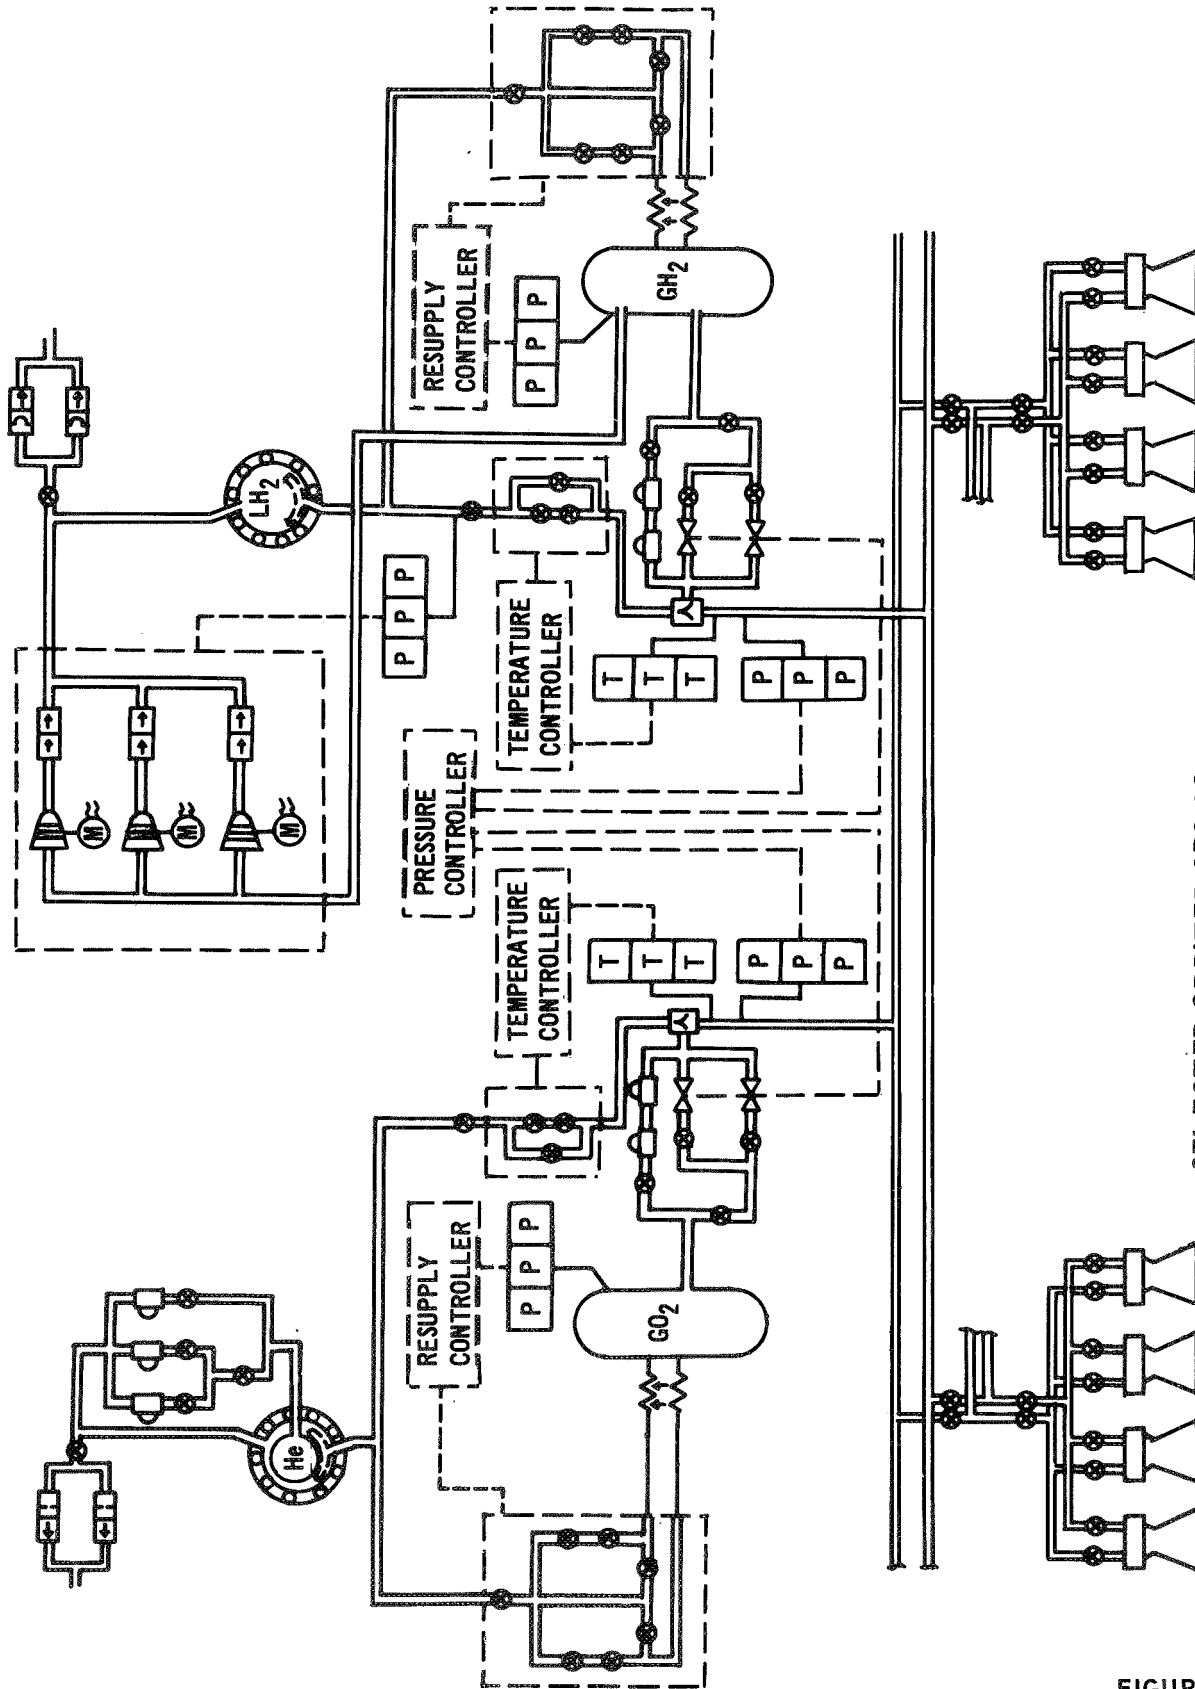 LH2
RESUPPLY
CONTROLLER
P P P
GH2
P P P
TEMPERATURE
CONTROLLER
T T T
P P P
M
M
M
PRESSURE
CONTROLLER
TEMPERATURE
CONTROLLER
T T T
P P P
He
RESUPPLY
CONTROLLER
P P P
GO2
FIGUR